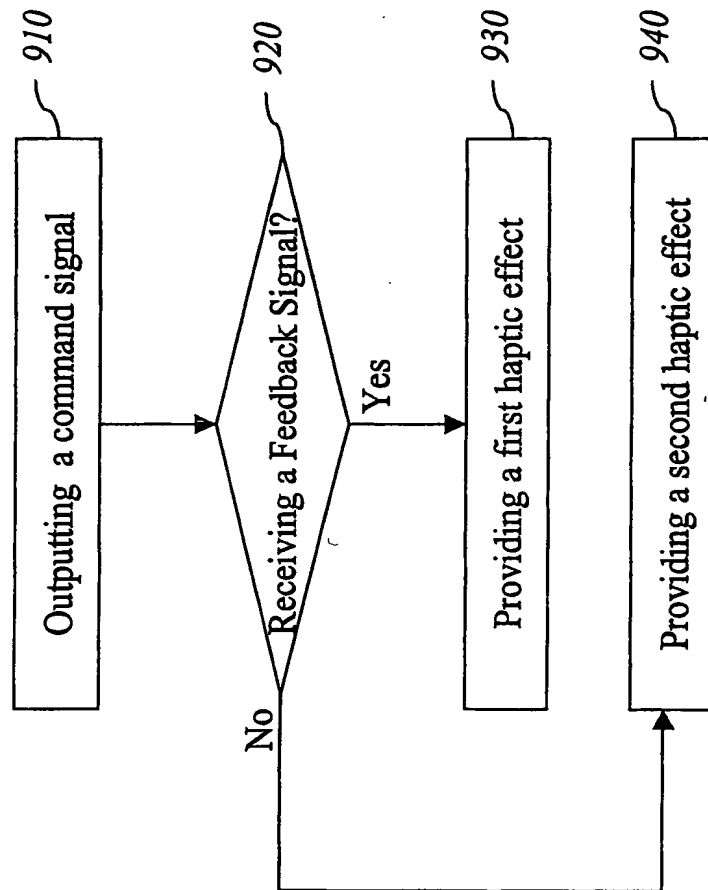 Outputting a command signal
910
Receiving a Feedback Signal?
920
Yes
No
Providing a first haptic effect
930
Providing a second haptic effect
940